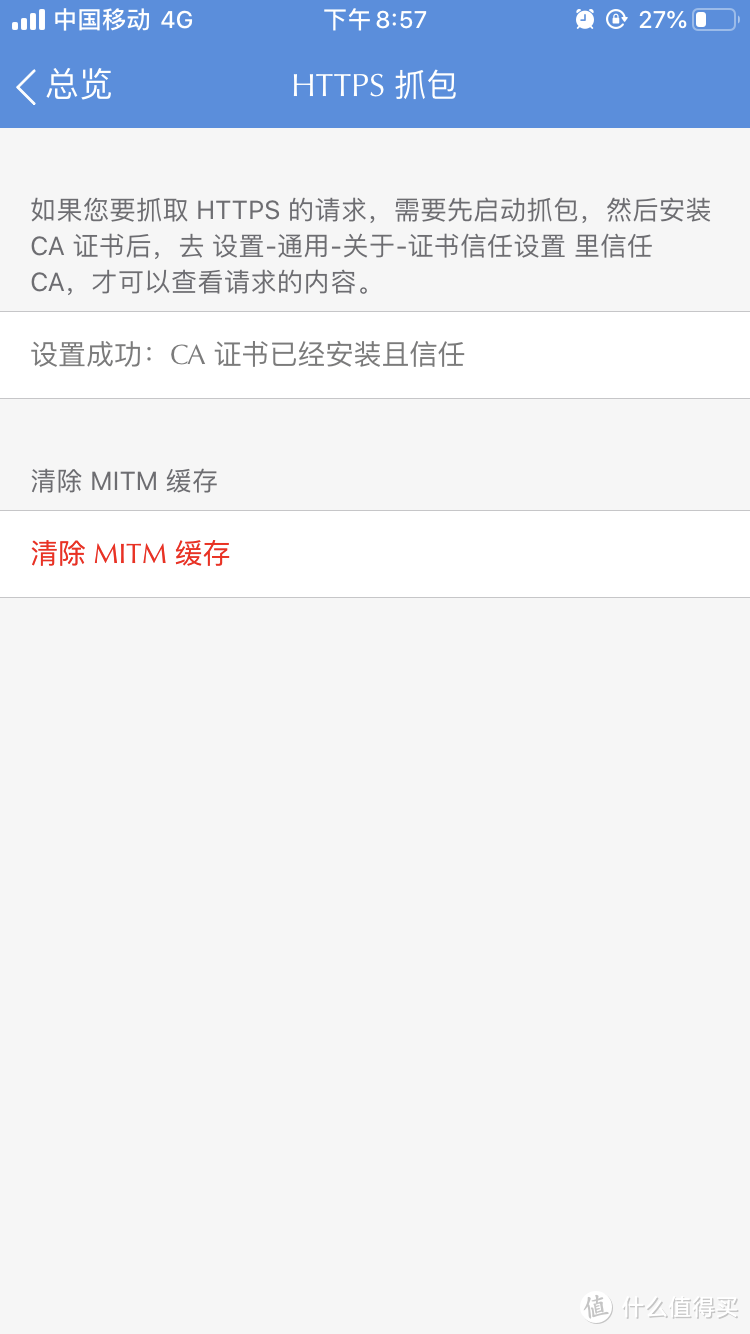 中国移动 4G 下午8:57 27%
总览 HTTPS 抓包
如果您要抓取 HTTPS 的请求，需要先启动抓包，然后安装
CA 证书后，去 设置-通用-关于-证书信任设置 里信任
CA，才可以查看请求的内容。
设置成功：CA 证书已经安装且信任
清除 MITM 缓存
清除 MITM 缓存
值 什么值得买